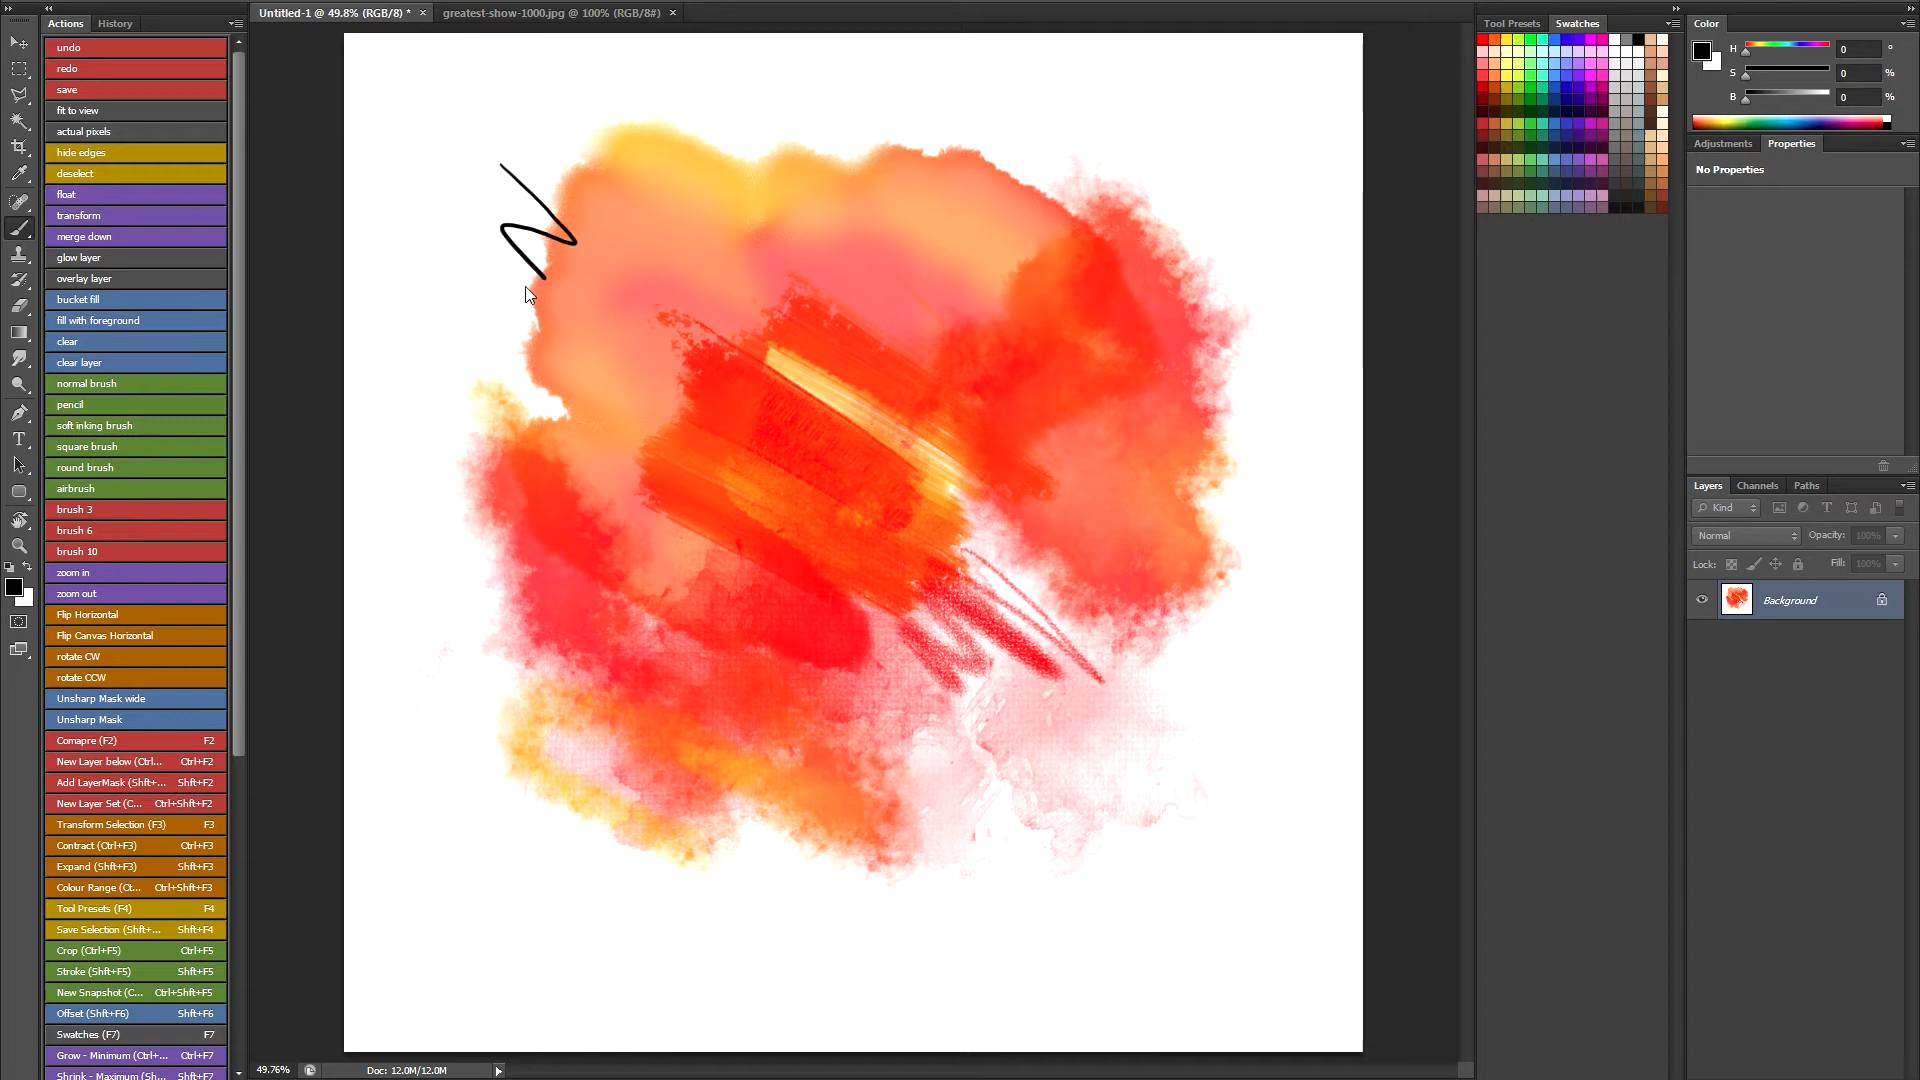 Untitled-1 @ 49.8% (RGB/8) *
greatest-show-1000.jpg @ 100% (RGB/8#)
Actions History
undo
redo
save
fit to view
actual pixels
hide edges
deselect
float
transform
merge down
glow layer
overlay layer
bucket fill
fill with foreground
clear
clear layer
normal brush
pencil
soft inking brush
square brush
round brush
airbrush
brush 3
brush 6
brush 10
zoom in
zoom out
Flip Horizontal
Flip Canvas Horizontal
rotate CW
rotate CCW
Unsharp Mask wide
Unsharp Mask
Comapre (F2) F2
New Layer below (Ctrl... Ctrl+F2
Add LayerMask (Shft+... Shft+F2
New Layer Set (C... Ctrl+Shft+F2
Transform Selection (F3) F3
Contract (Ctrl+F3) Ctrl+F3
Expand (Shft+F3) Shft+F3
Colour Range (Ct... Ctrl+Shft+F3
Tool Presets (F4) F4
Save Selection (Shft+... Shft+F4
Crop (Ctrl+F5) Ctrl+F5
Stroke (Shft+F5) Shft+F5
New Snapshot (C... Ctrl+Shft+F5
Offset (Shft+F6) Shft+F6
Swatches (F7) F7
Grow - Minimum (Ctrl+... Ctrl+F7
Shrink - Maximum (Sh... Shft+F7
49.76% Doc: 12.0M/12.0M
Tool Presets Swatches
Color
H 0 °
S 0 %
B 0 %
Adjustments Properties
No Properties
Layers Channels Paths
Kind
Normal Opacity: 100%
Lock: Fill: 100%
Background